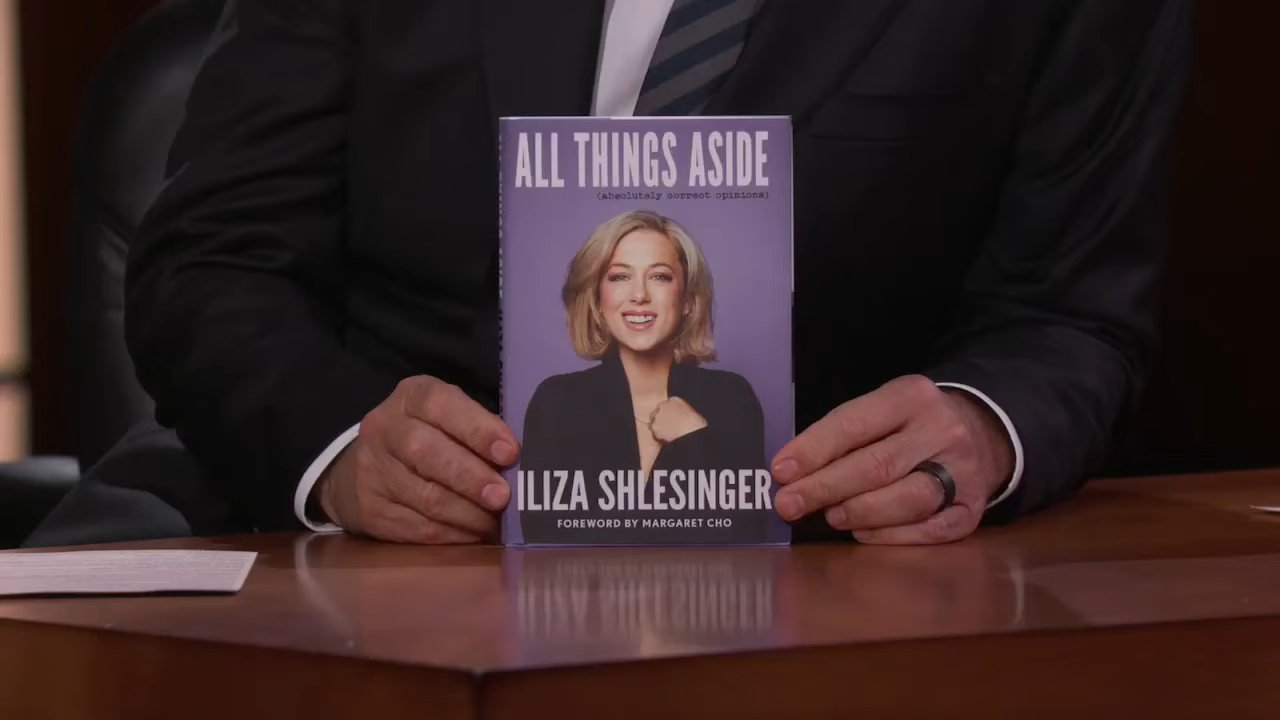 ALL THINGS ASIDE
(absolutely correct opinions)
ILIZA SHLESINGER
FOREWORD BY MARGARET CHO